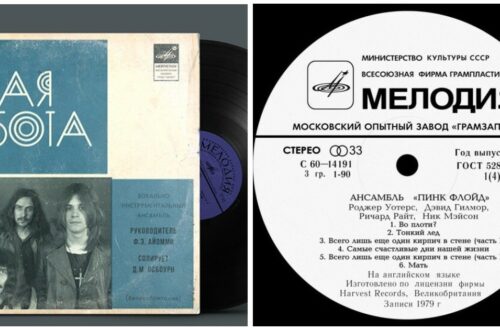 АЯ
БОТА
ВОКАЛЬНО
ИНСТРУМЕНТАЛЬНЫЙ
АНСАМБЛЬ
РУКОВОДИТЕЛЬ
Ф.Э. АЙОММИ
СОЛИРУЕТ
Д.М. ОСБОУРН
МЕЛОДИЯ
МИНИСТЕРСТВО КУЛЬТУРЫ СССР
ВСЕСОЮЗНАЯ ФИРМА ГРАМПЛАСТИ
МЕЛОДИЯ
МОСКОВСКИЙ ОПЫТНЫЙ ЗАВОД «ГРАМЗАП
СТЕРЕО 33
Год выпус
С 60—14191
ГОСТ 528
3 гр. 1-90
1(4)
АНСАМБЛЬ «ПИНК ФЛОЙД»
Роджер Уотерс, Дэвид Гилмор,
Ричард Райт, Ник Мэйсон
1. Во плоти?
2. Тонкий лед
3. Всего лишь еще один кирпич в стене (часть
4. Самые счастливые дни нашей жизни
5. Всего лишь еще один кирпич в стене (часть
6. Мать
На английском языке
Изготовлено по лицензии фирмы
Harvest Records, Великобритания
Записи 1979 г